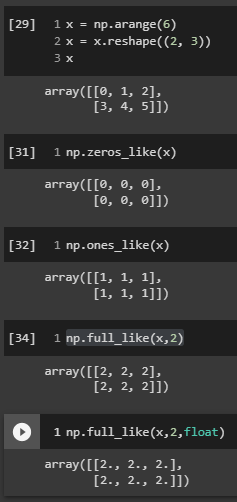 [29] 1 x = np.arange(6)
2 x = x.reshape((2, 3))
3 x
array([[0, 1, 2],
[3, 4, 5]])
[31] 1 np.zeros_like(x)
array([[0, 0, 0],
[0, 0, 0]])
[32] 1 np.ones_like(x)
array([[1, 1, 1],
[1, 1, 1]])
[34] 1 np.full_like(x,2)
array([[2, 2, 2],
[2, 2, 2]])
1 np.full_like(x,2,float)
array([[2., 2., 2.],
[2., 2., 2.]])